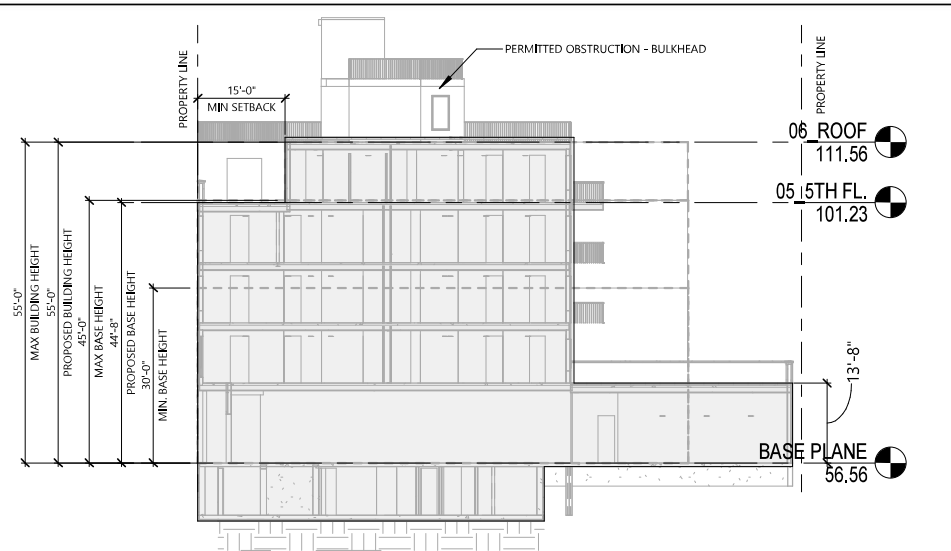 PROPERTY LINE
PERMITTED OBSTRUCTION - BULKHEAD
PROPERTY LINE
15'-0"
MIN SETBACK
06_ROOF
111.56
05_5TH FL.
101.23
55'-0"
MAX BUILDING HEIGHT
55'-0"
PROPOSED BUILDING HEIGHT
45'-0"
MAX BASE HEIGHT
44'-8"
PROPOSED BASE HEIGHT
30'-0"
MIN. BASE HEIGHT
13'-8"
BASE PLANE
56.56